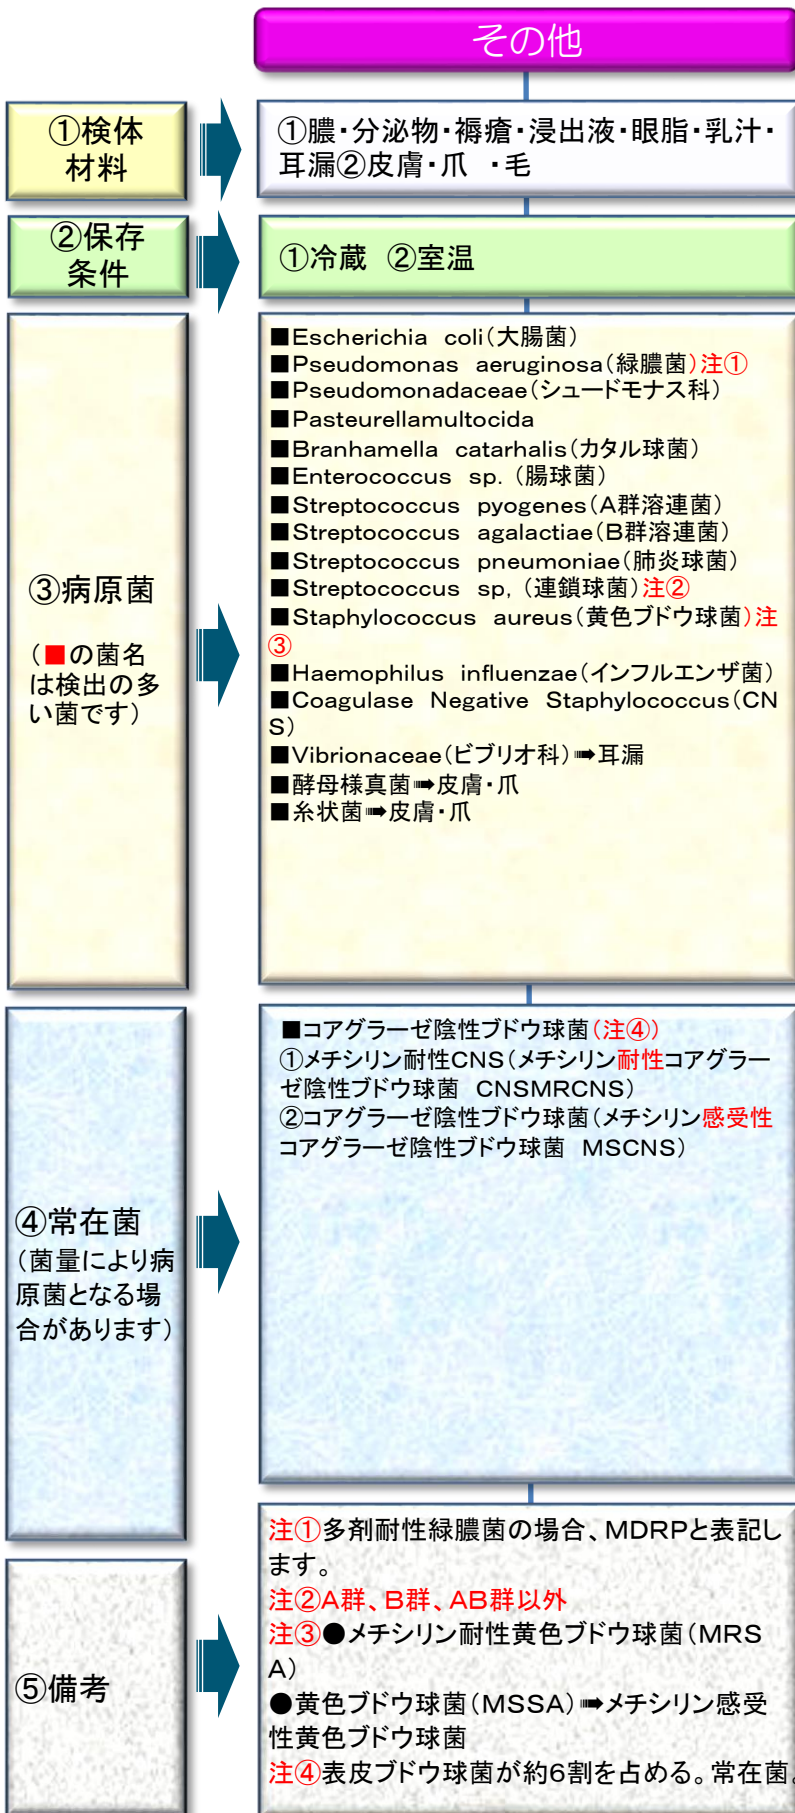 その他
①検体
材料
①膿・分泌物・褥瘡・浸出液・眼脂・乳汁・
耳漏②皮膚・爪　・毛
②保存
条件
①冷蔵　②室温
③病原菌
（■の菌名
は検出の多
い菌です）
■Escherichia coli（大腸菌）
■Pseudomonas aeruginosa（緑膿菌）注①
■Pseudomonadaceae（シュードモナス科）
■Pasteurellamultocida
■Branhamella catarhalis（カタル球菌）
■Enterococcus sp.（腸球菌）
■Streptococcus pyogenes（A群溶連菌）
■Streptococcus agalactiae（B群溶連菌）
■Streptococcus pneumoniae（肺炎球菌）
■Streptococcus sp,（連鎖球菌）注②
■Staphylococcus aureus（黄色ブドウ球菌）注
③
■Haemophilus influenzae（インフルエンザ菌）
■Coagulase Negative Staphylococcus（CN
S）
■Vibrionaceae（ビブリオ科）➠耳漏
■酵母様真菌➠皮膚・爪
■糸状菌➠皮膚・爪
④常在菌
（菌量により病
原菌となる場
合があります）
■コアグラーゼ陰性ブドウ球菌（注④）
①メチシリン耐性CNS（メチシリン耐性コアグラー
ゼ陰性ブドウ球菌　CNSMRCNS）
②コアグラーゼ陰性ブドウ球菌（メチシリン感受性
コアグラーゼ陰性ブドウ球菌　MSCNS）
⑤備考
注①多剤耐性緑膿菌の場合、MDRPと表記し
ます。
注②A群、B群、AB群以外
注③●メチシリン耐性黄色ブドウ球菌（MRS
A）
●黄色ブドウ球菌（MSSA）➠メチシリン感受
性黄色ブドウ球菌
注④表皮ブドウ球菌が約6割を占める。常在菌。